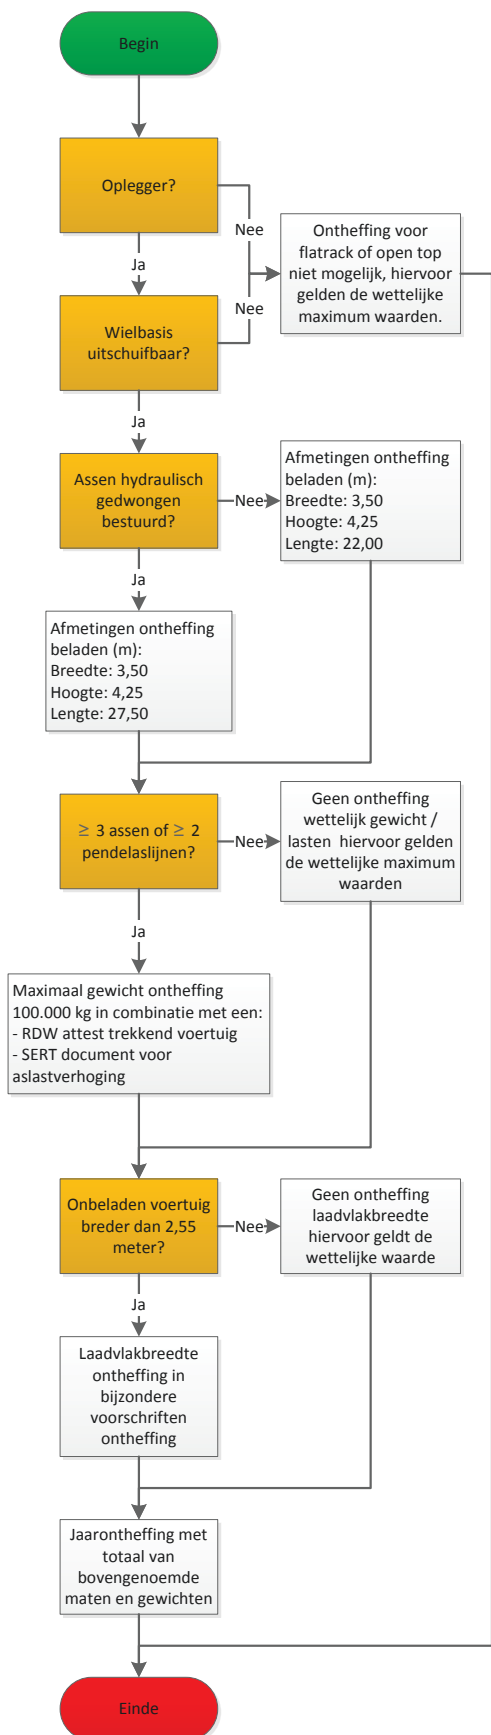 Begin
Oplegger?
Nee
Ontheffing voor
flatrack of open top
niet mogelijk, hiervoor
gelden de wettelijke
maximum waarden.
Ja
Nee
Wielbasis
uitschuifbaar?
Ja
Assen hydraulisch
gedwongen
bestuurd?
Nee
Afmetingen ontheffing
beladen (m):
Breedte: 3,50
Hoogte: 4,25
Lengte: 22,00
Ja
Afmetingen ontheffing
beladen (m):
Breedte: 3,50
Hoogte: 4,25
Lengte: 27,50
≥ 3 assen of ≥ 2
pendelaslijnen?
Nee
Geen ontheffing
wettelijk gewicht /
lasten hiervoor gelden
de wettelijke maximum
waarden
Ja
Maximaal gewicht ontheffing
100.000 kg in combinatie met een:
- RDW attest trekkend voertuig
- SERT document voor
aslastverhoging
Onbeladen voertuig
breder dan 2,55
meter?
Nee
Geen ontheffing
laadvlakbreedte
hiervoor geldt de
wettelijke waarde
Ja
Laadvlakbreedte
ontheffing in
bijzondere
voorschriften
ontheffing
Jaarontheffing met
totaal van
bovengenoemde
maten en gewichten
Einde